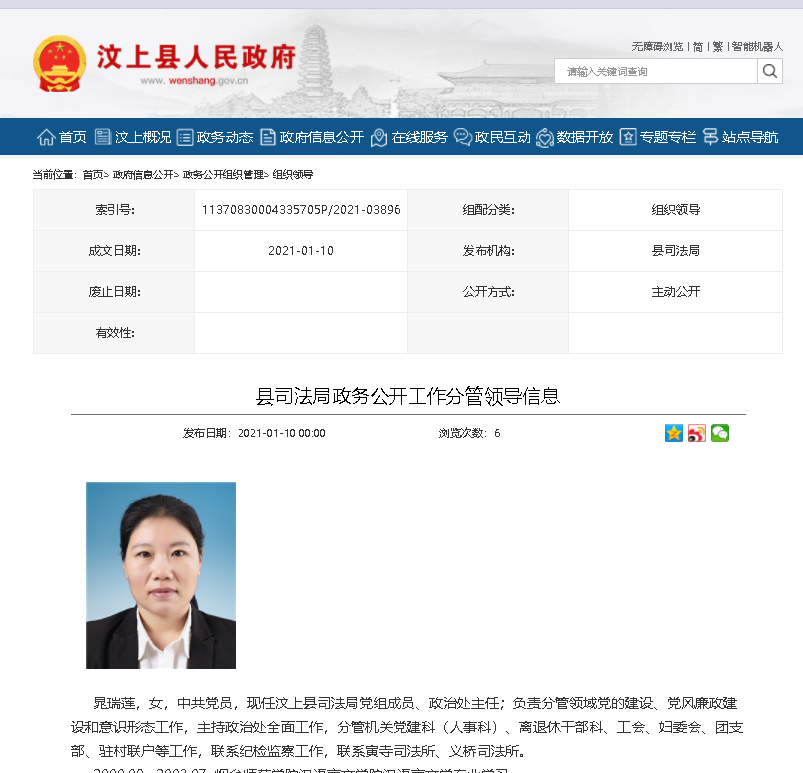 无障碍浏览 | 简 | 繁 | 智能机器人
汶上县人民政府
www. wenshang.gov.cn
请输入关键词查询
首页 汶上概况 政务动态 政府信息公开 在线服务 政民互动 数据开放 专题专栏 站点导航
当前位置: 首页> 政府信息公开> 政务公开组织管理> 组织领导
索引号: 11370830004335705P/2021-03896 组配分类: 组织领导
成文日期: 2021-01-10 发布机构: 县司法局
废止日期: 公开方式: 主动公开
有效性:
县司法局政务公开工作分管领导信息
发布日期: 2021-01-10 00:00 浏览次数: 6
晁瑞莲，女，中共党员，现任汶上县司法局党组成员、政治处主任；负责分管领域党的建设、党风廉政建
设和意识形态工作，主持政治处全面工作，分管机关党建科（人事科）、离退休干部科、工会、妇委会、团支
部、驻村联户等工作，联系纪检监察工作，联系寅寺司法所、义桥司法所。